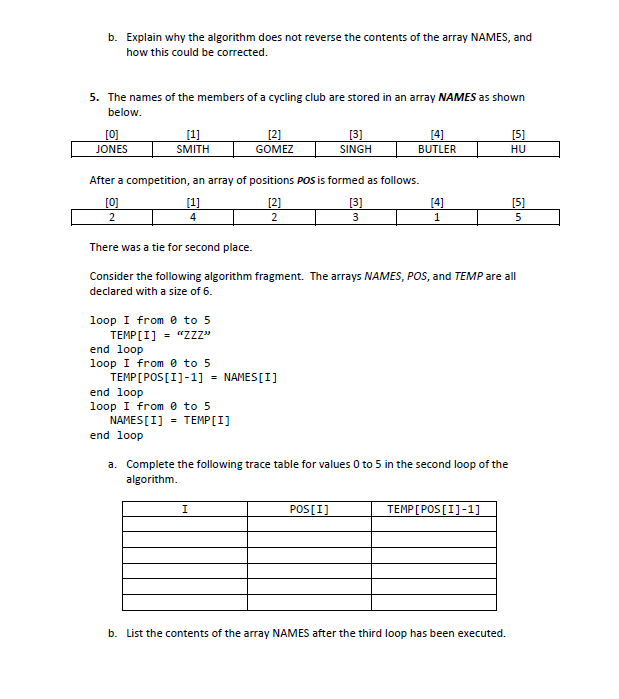 b. Explain why the algorithm does not reverse the contents of the array NAMES, and
how this could be corrected.
5. The names of the members of a cycling club are stored in an array NAMES as shown
below.
[0] [1] [2] [3] [4] [5]
JONES SMITH GOMEZ SINGH BUTLER HU
After a competition, an array of positions POS is formed as follows.
[0] [1] [2] [3] [4] [5]
2 4 2 3 1 5
There was a tie for second place.
Consider the following algorithm fragment. The arrays NAMES, POS, and TEMP are all
declared with a size of 6.
loop I from 0 to 5
TEMP[I] = “ZZZ”
end loop
loop I from 0 to 5
TEMP[POS[I]-1] = NAMES[I]
end loop
loop I from 0 to 5
NAMES[I] = TEMP[I]
end loop
a. Complete the following trace table for values 0 to 5 in the second loop of the
algorithm.
I POS[I] TEMP[POS[I]-1]
b. List the contents of the array NAMES after the third loop has been executed.